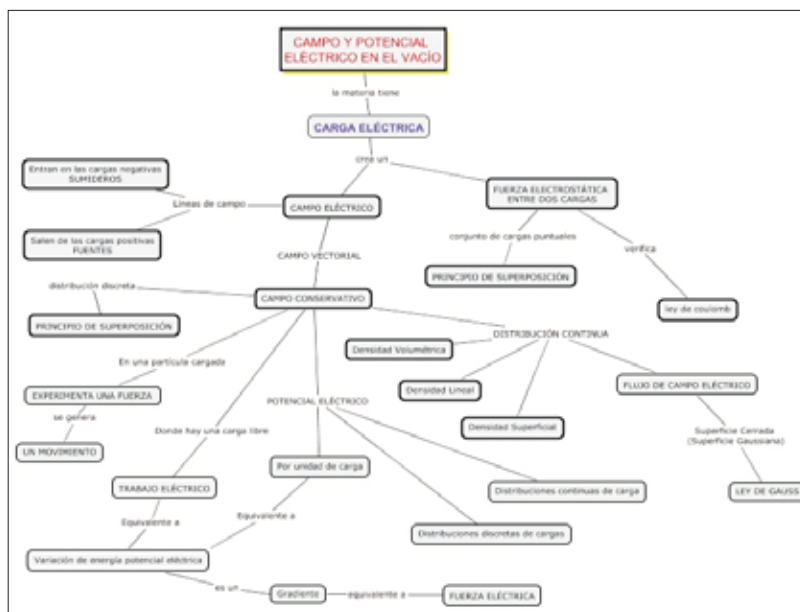 CAMPO Y POTENCIAL
ELÉCTRICO EN EL VACÍO
la materia tiene
CARGA ELÉCTRICA
crea un
Entran en las cargas negativas
SUMIDEROS
Líneas de campo
CAMPO ELÉCTRICO
FUERZA ELECTROSTÁTICA
ENTRE DOS CARGAS
Salen de las cargas positivas
FUENTES
conjunto de cargas puntuales
verifica
CAMPO VECTORIAL
PRINCIPIO DE SUPERPOSICIÓN
distribución discreta
CAMPO CONSERVATIVO
ley de coulomb
PRINCIPIO DE SUPERPOSICIÓN
DISTRIBUCIÓN CONTINUA
Densidad Volumétrica
En una partícula cargada
Densidad Lineal
FLUJO DE CAMPO ELÉCTRICO
EXPERIMENTA UNA FUERZA
POTENCIAL ELÉCTRICO
se genera
Donde hay una carga libre
Densidad Superficial
Superficie Cerrada
(Superficie Gaussiana)
UN MOVIMIENTO
Por unidad de carga
TRABAJO ELÉCTRICO
Distribuciones continuas de carga
LEY DE GAUSS
Equivalente a
Equivalente a
Distribuciones discretas de cargas
Variación de energía potencial eléctrica
es un
Gradiente
equivalente a
FUERZA ELÉCTRICA